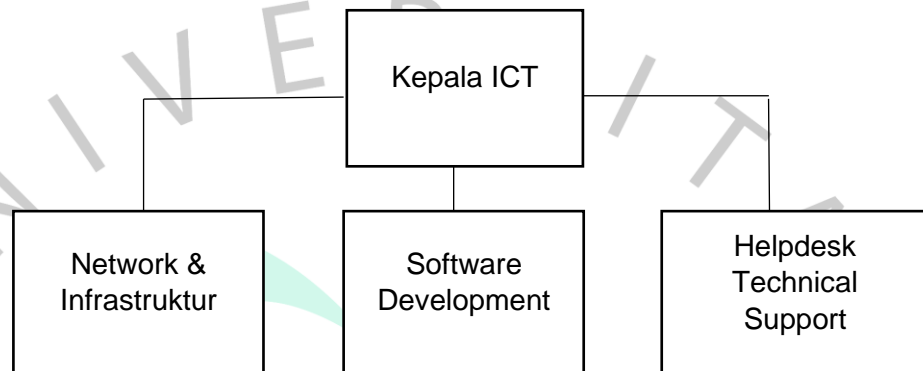 Kepala ICT
Network &
Infrastruktur
Software
Development
Helpdesk
Technical
Support